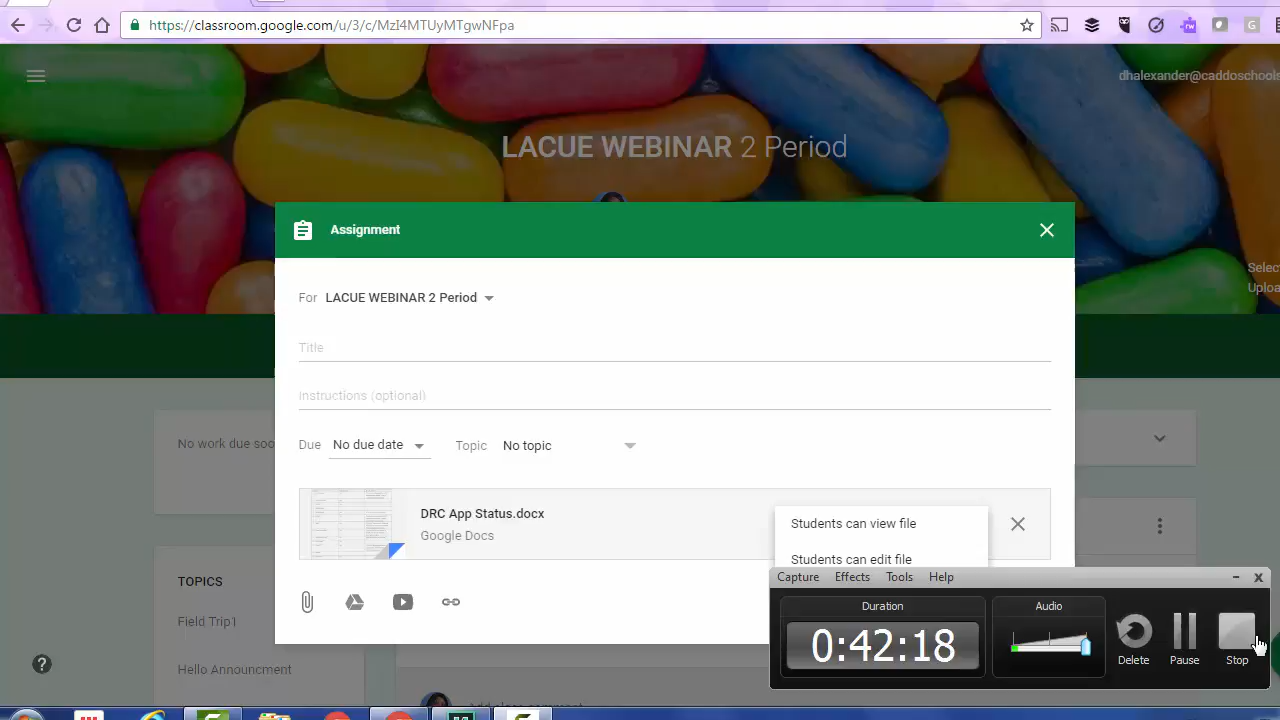 https://classroom.google.com/u/3/c/MzI4MTUyMTgwNFpa
dhalexander@caddoschools
LACUE WEBINAR 2 Period
Selec
Uploa
Assignment
For LACUE WEBINAR 2 Period
Title
Instructions (optional)
Due No due date Topic No topic
No work due soo
DRC App Status.docx
Google Docs
Students can view file
Students can edit file
TOPICS
Field Trip1
Hello Announcment
Capture Effects Tools Help
Duration
0:42:18
Audio
Delete
Pause
Stop